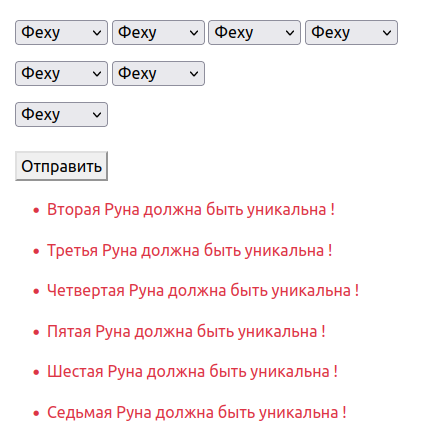 Феху Феху Феху Феху
Феху Феху
Феху
Отправить
Вторая Руна должна быть уникальна !
Третья Руна должна быть уникальна !
Четвертая Руна должна быть уникальна !
Пятая Руна должна быть уникальна !
Шестая Руна должна быть уникальна !
Седьмая Руна должна быть уникальна !